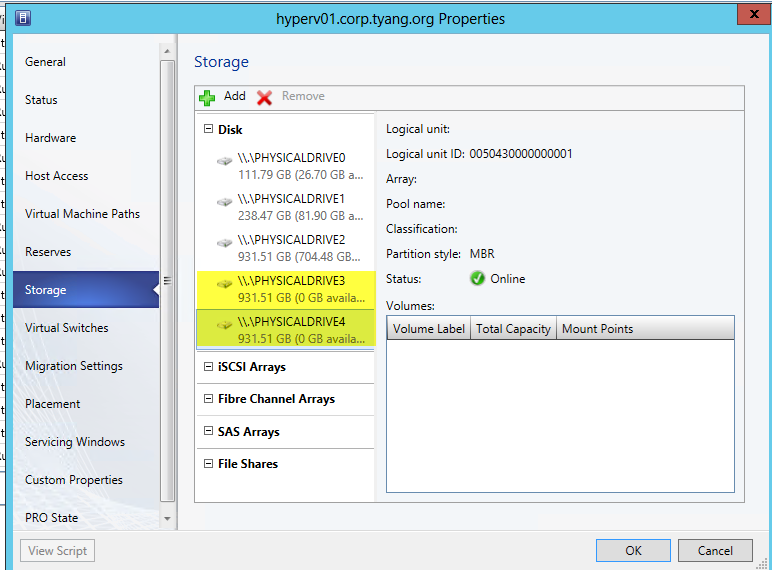 hyperv01.corp.tyang.org Properties
x
General
Status
Hardware
Host Access
Virtual Machine Paths
Reserves
Storage
Virtual Switches
Migration Settings
Placement
Servicing Windows
Custom Properties
PRO State
Storage
Add Remove
Disk
\\.\PHYSICALDRIVE0
111.79 GB (26.70 GB a...
\\.\PHYSICALDRIVE1
238.47 GB (81.90 GB a...
\\.\PHYSICALDRIVE2
931.51 GB (704.48 GB...
\\.\PHYSICALDRIVE3
931.51 GB (0 GB availa...
\\.\PHYSICALDRIVE4
931.51 GB (0 GB availa...
iSCSI Arrays
Fibre Channel Arrays
SAS Arrays
File Shares
Logical unit:
Logical unit ID: 0050430000000001
Array:
Pool name:
Classification:
Partition style: MBR
Status: Online
Volumes:
Volume Label Total Capacity Mount Points
View Script
OK Cancel